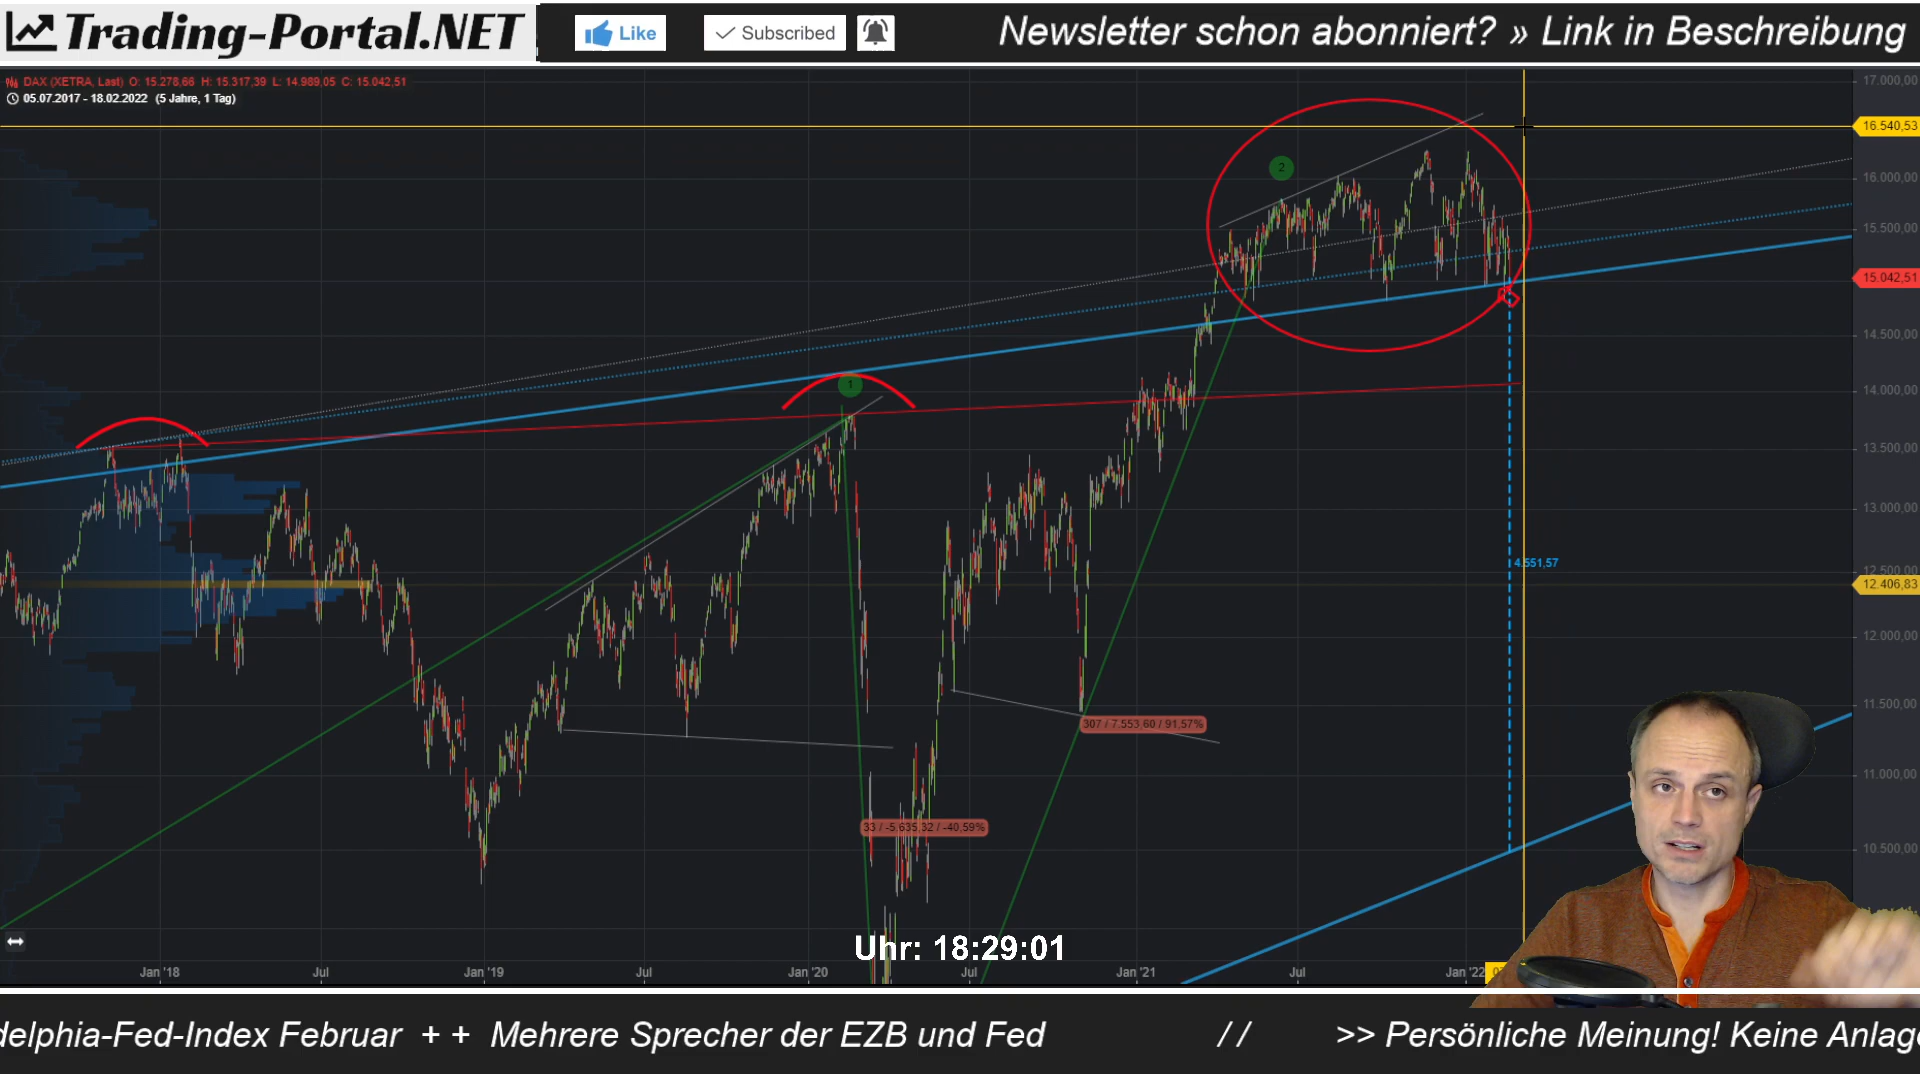 Trading-Portal.NET
Like
Subscribed
Newsletter schon abonniert? » Link in Beschreibung
DAX (XETRA, Last) O: 15.278,66 H: 15.317,39 L: 14.989,05 C: 15.042,51
05.07.2017 - 18.02.2022 (5 Jahre, 1 Tag)
17.000,00
16.540,53
16.000,00
15.500,00
15.042,51
14.500,00
14.000,00
13.500,00
13.000,00
12.500,00
12.406,83
12.000,00
11.500,00
11.000,00
10.500,00
2
1
4.551,57
307 / 7.553,60 / 91,57%
33 / -5.635,32 / -40,59%
Uhr: 18:29:01
Jan '18
Jul
Jan '19
Jul
Jan '20
Jul
Jan '21
Jul
Jan '22
delphia-Fed-Index Februar + + Mehrere Sprecher der EZB und Fed // >> Persönliche Meinung! Keine Anlage